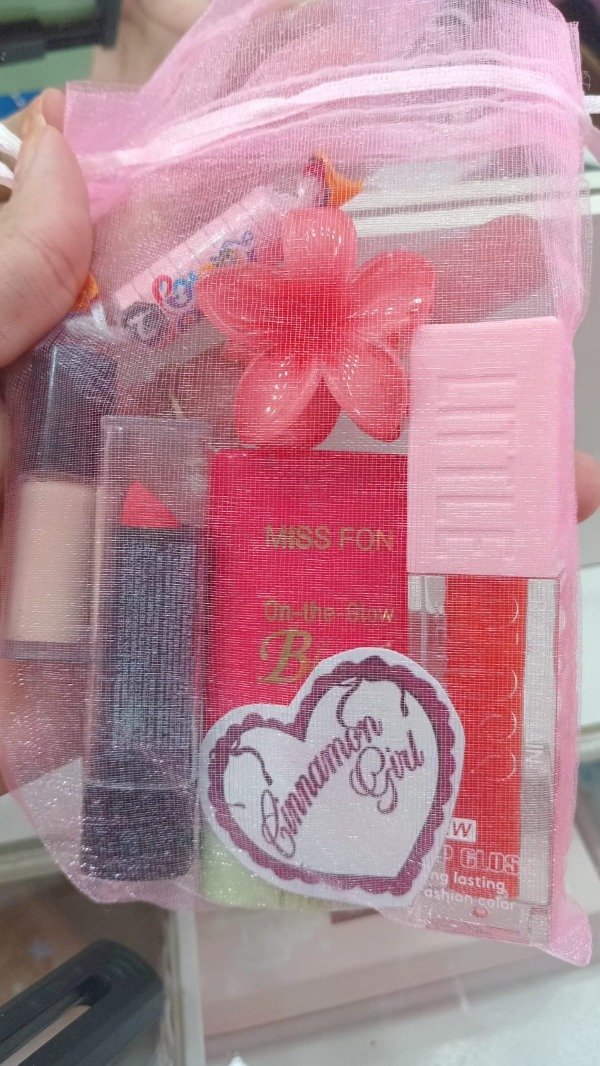 MISS FON
On-the-Glow
B
Cinnamon
Girl
W
P GLOS
ng lasting
ashion color